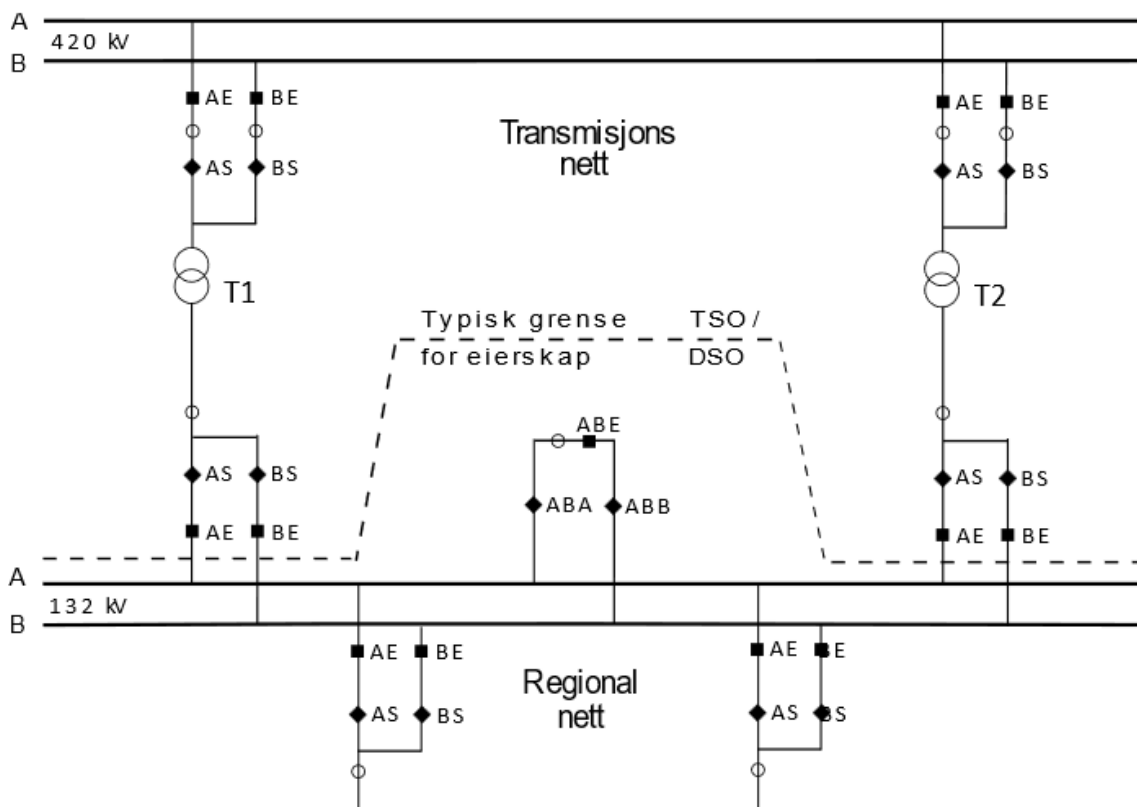 A
420 kV
B
AE BE AE BE
Transmisjons
nett
AS BS AS BS
T1 T2
Typisk grense TSO /
for eierskap DSO
ABE
AS BS AS BS
ABA ABB
AE BE AE BE
A
132 kV
B
AE BE AE BE
Regional
nett
AS BS AS BS